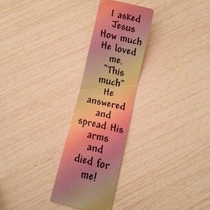 I asked
Jesus
How much
He loved
me.
"This
much"
He
answered
and
spread His
arms
and
died for
me!